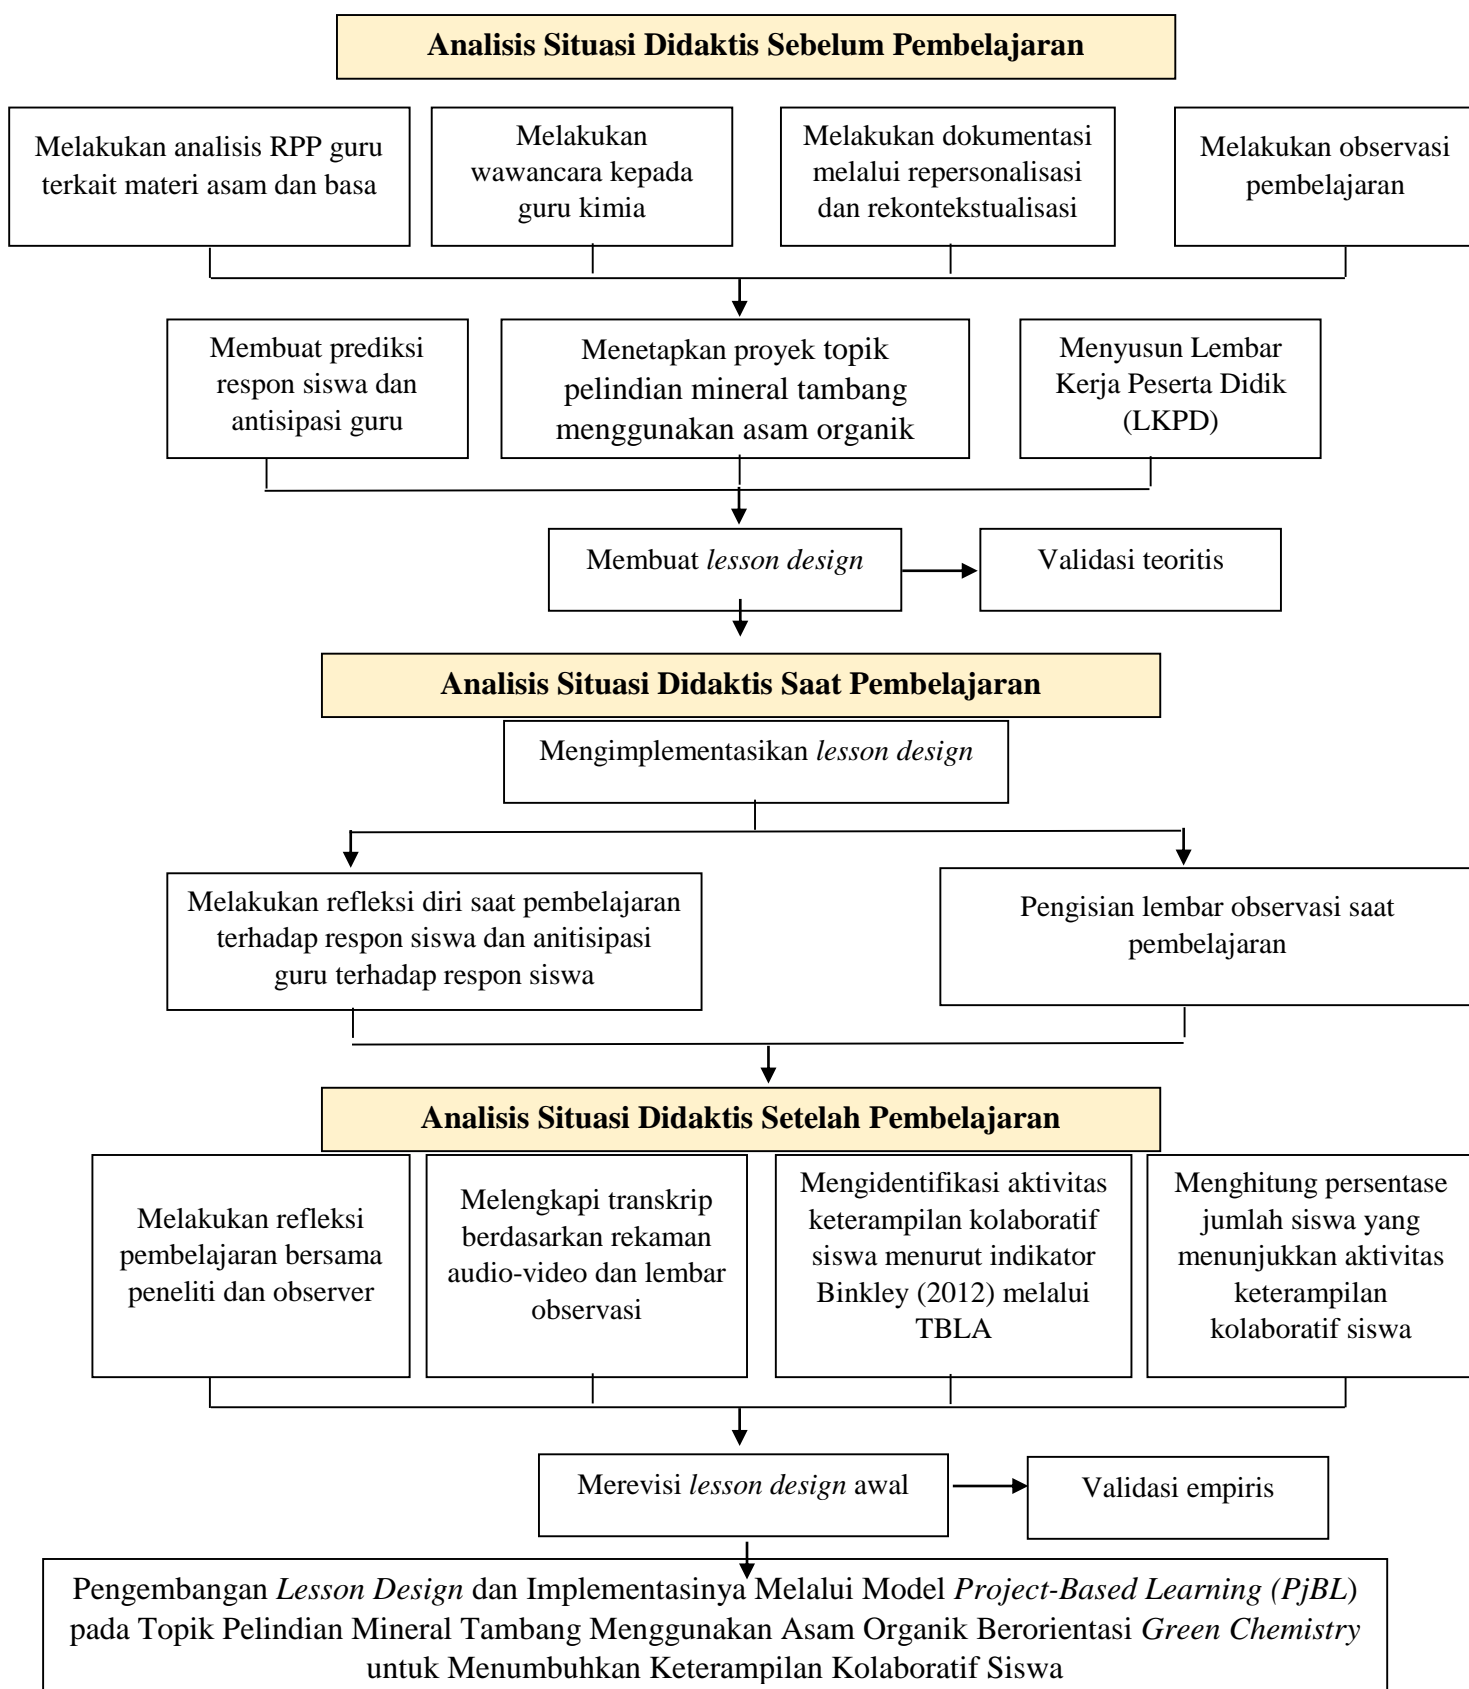 Analisis Situasi Didaktis Sebelum Pembelajaran
Melakukan analisis RPP guru
terkait materi asam dan basa
Melakukan
wawancara kepada
guru kimia
Melakukan dokumentasi
melalui repersonalisasi
dan rekontekstualisasi
Melakukan observasi
pembelajaran
Membuat prediksi
respon siswa dan
antisipasi guru
Menetapkan proyek topik
pelindian mineral tambang
menggunakan asam organik
Menyusun Lembar
Kerja Peserta Didik
(LKPD)
Membuat lesson design
Validasi teoritis
Analisis Situasi Didaktis Saat Pembelajaran
Mengimplementasikan lesson design
Melakukan refleksi diri saat pembelajaran
terhadap respon siswa dan anitisipasi
guru terhadap respon siswa
Pengisian lembar observasi saat
pembelajaran
Analisis Situasi Didaktis Setelah Pembelajaran
Melakukan refleksi
pembelajaran bersama
peneliti dan observer
Melengkapi transkrip
berdasarkan rekaman
audio-video dan lembar
observasi
Mengidentifikasi aktivitas
keterampilan kolaboratif
siswa menurut indikator
Binkley (2012) melalui
TBLA
Menghitung persentase
jumlah siswa yang
menunjukkan aktivitas
keterampilan
kolaboratif siswa
Merevisi lesson design awal
Validasi empiris
Pengembangan Lesson Design dan Implementasinya Melalui Model Project-Based Learning (PjBL)
pada Topik Pelindian Mineral Tambang Menggunakan Asam Organik Berorientasi Green Chemistry
untuk Menumbuhkan Keterampilan Kolaboratif Siswa